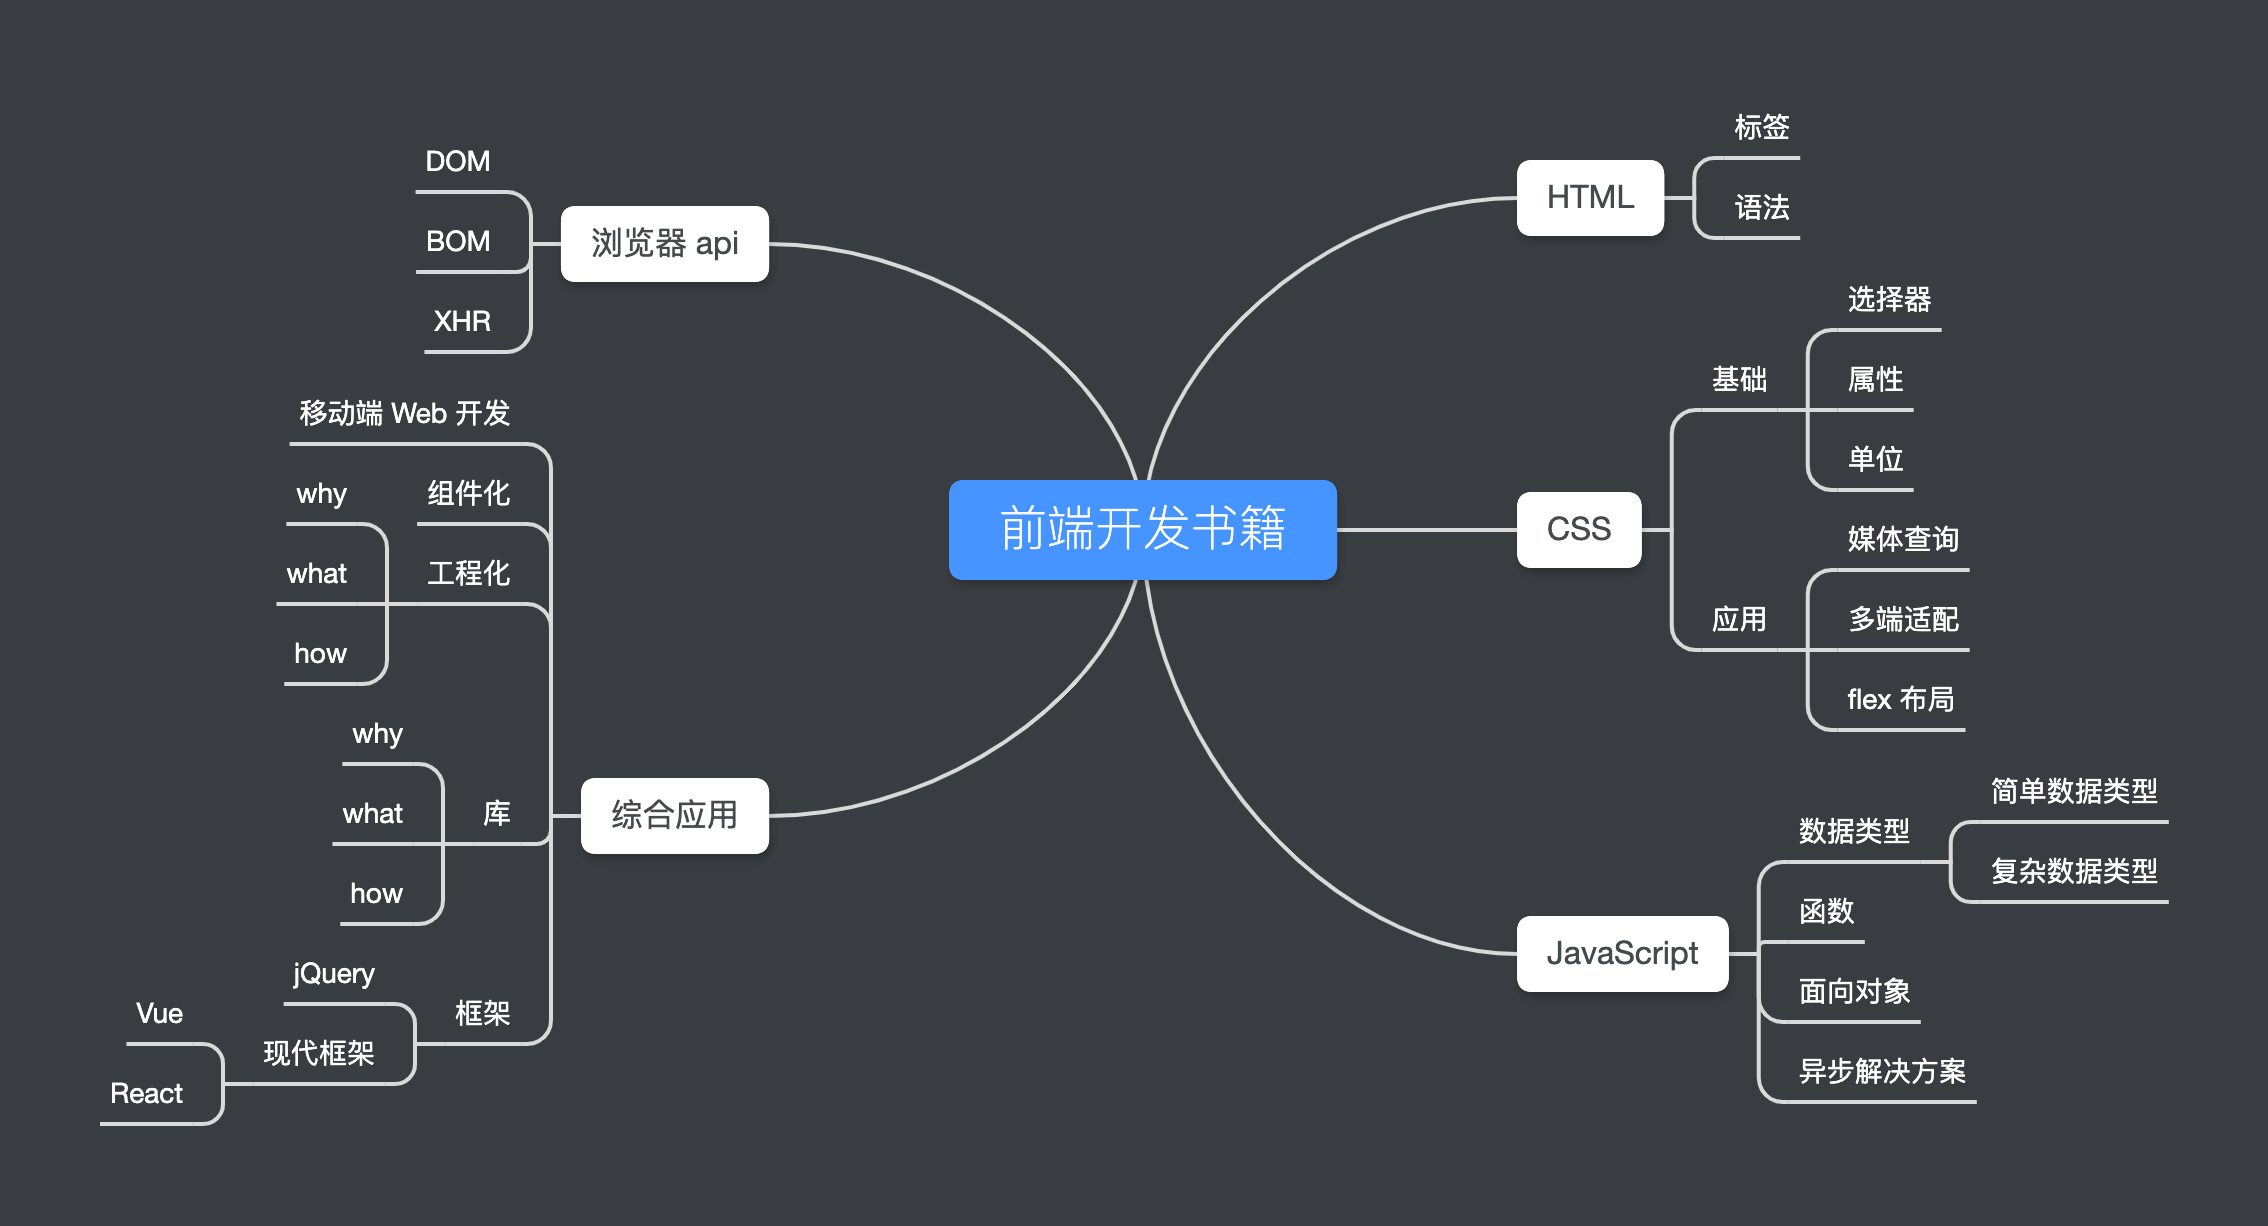 前端开发书籍
HTML
标签
语法
CSS
基础
选择器
属性
单位
应用
媒体查询
多端适配
flex 布局
JavaScript
数据类型
简单数据类型
复杂数据类型
函数
面向对象
异步解决方案
浏览器 api
DOM
BOM
XHR
综合应用
移动端 Web 开发
组件化
工程化
why
what
how
库
why
what
how
框架
jQuery
现代框架
Vue
React